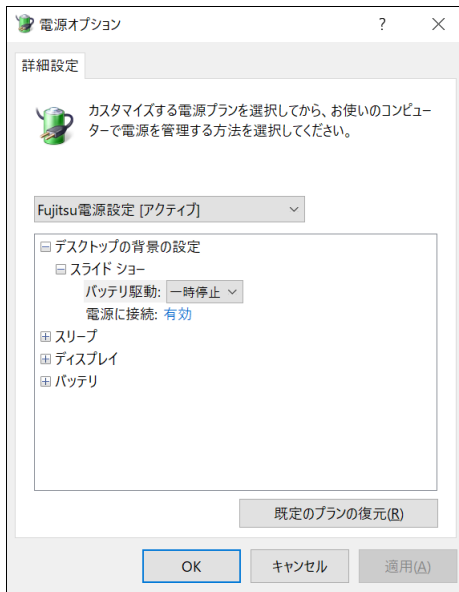 電源オプション
詳細設定
カスタマイズする電源プランを選択してから、お使いのコンピュー
ターで電源を管理する方法を選択してください。
Fujitsu電源設定 [アクティブ]
デスクトップの背景の設定
スライド ショー
バッテリ駆動: 一時停止
電源に接続: 有効
スリープ
ディスプレイ
バッテリ
既定のプランの復元(R)
OK キャンセル 適用(A)